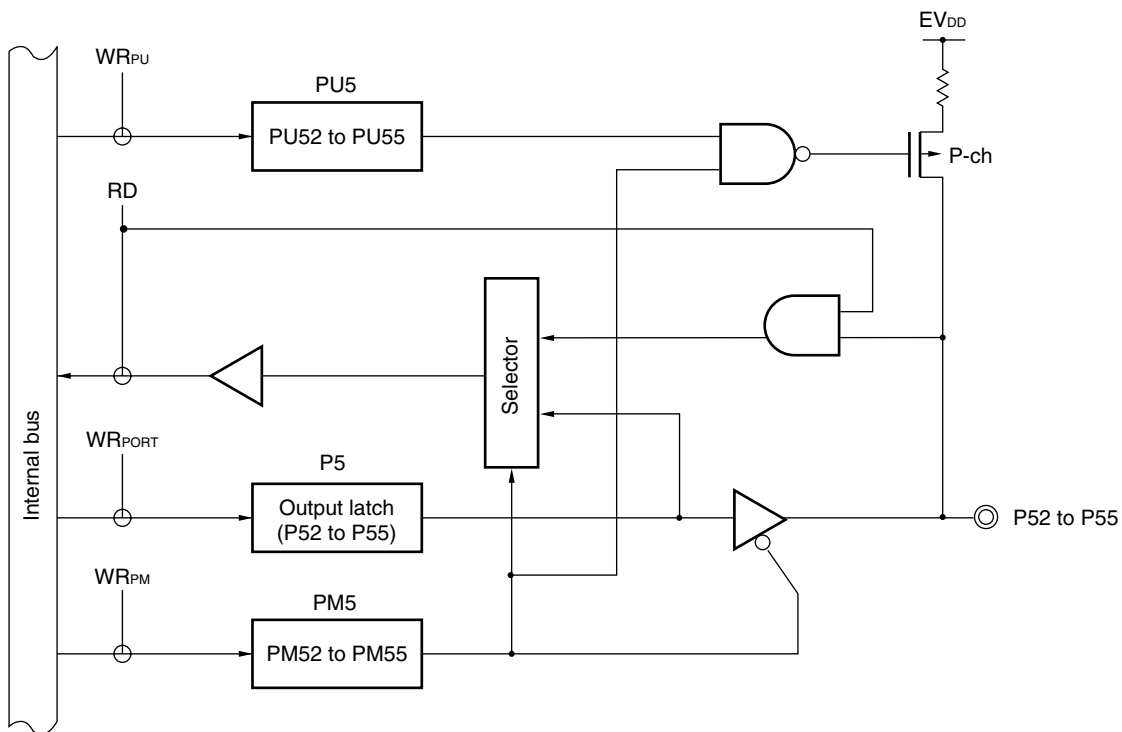 EVDD
WRPU
PU5
PU52 to PU55
P-ch
RD
Selector
Internal bus
WRPORT
P5
Output latch
(P52 to P55)
P52 to P55
WRPM
PM5
PM52 to PM55